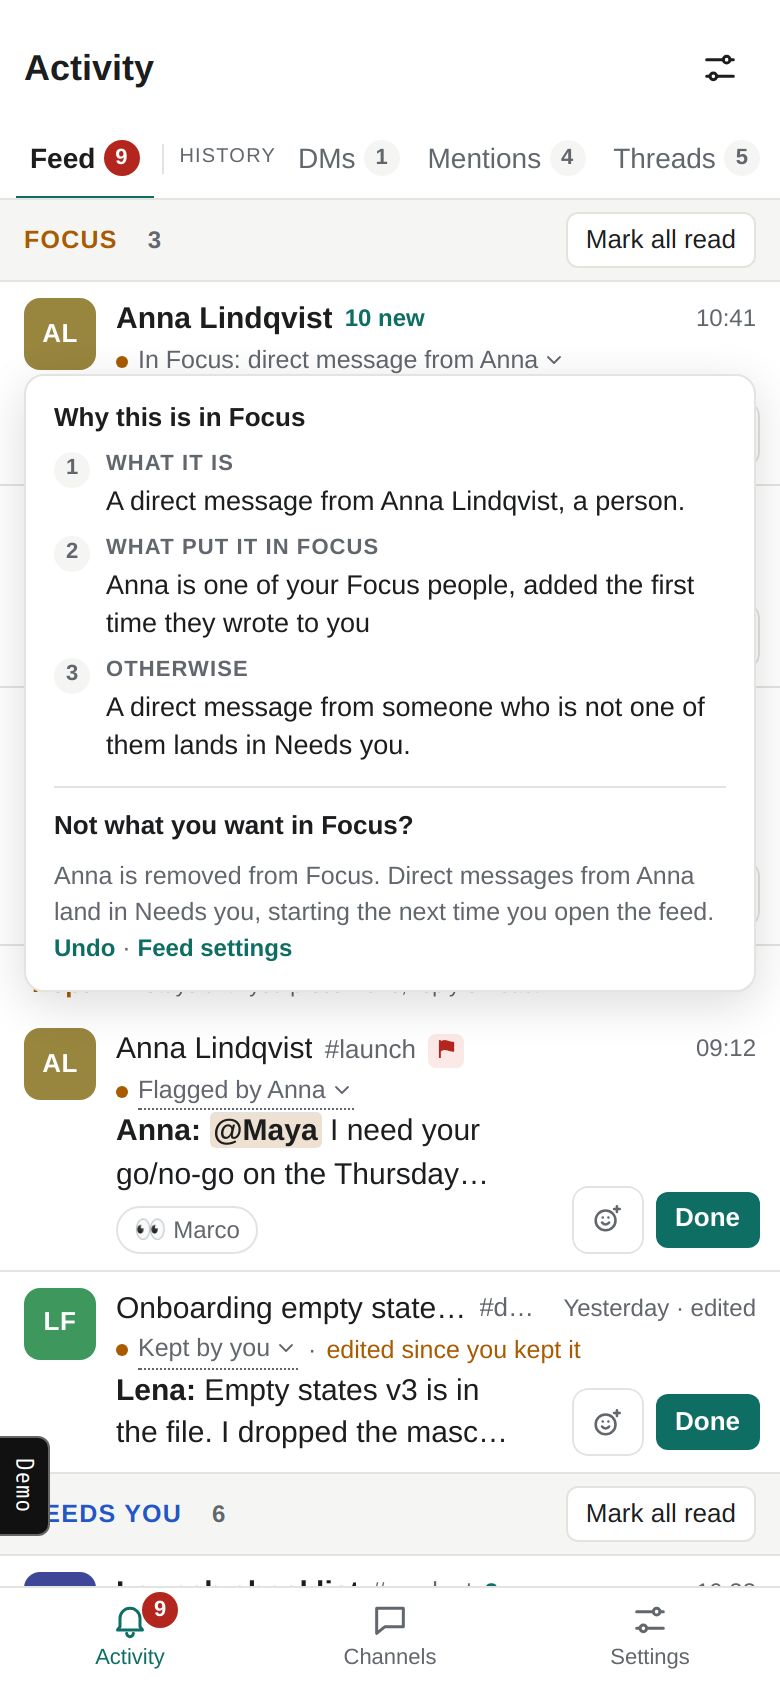 Activity
Feed 9 HISTORY DMs 1 Mentions 4 Threads 5
FOCUS 3 Mark all read
AL Anna Lindqvist 10 new 10:41
In Focus: direct message from Anna
Why this is in Focus
1 WHAT IT IS
A direct message from Anna Lindqvist, a person.
2 WHAT PUT IT IN FOCUS
Anna is one of your Focus people, added the first
time they wrote to you
3 OTHERWISE
A direct message from someone who is not one of
them lands in Needs you.
Not what you want in Focus?
Anna is removed from Focus. Direct messages from Anna
land in Needs you, starting the next time you open the feed.
Undo · Feed settings
AL Anna Lindqvist #launch 09:12
Flagged by Anna
Anna: @Maya I need your
go/no-go on the Thursday…
👀 Marco Done
LF Onboarding empty state… #d… Yesterday · edited
Kept by you · edited since you kept it
Lena: Empty states v3 is in
the file. I dropped the masc…
Done
Demo
EEDS YOU 6 Mark all read
9
Activity Channels Settings